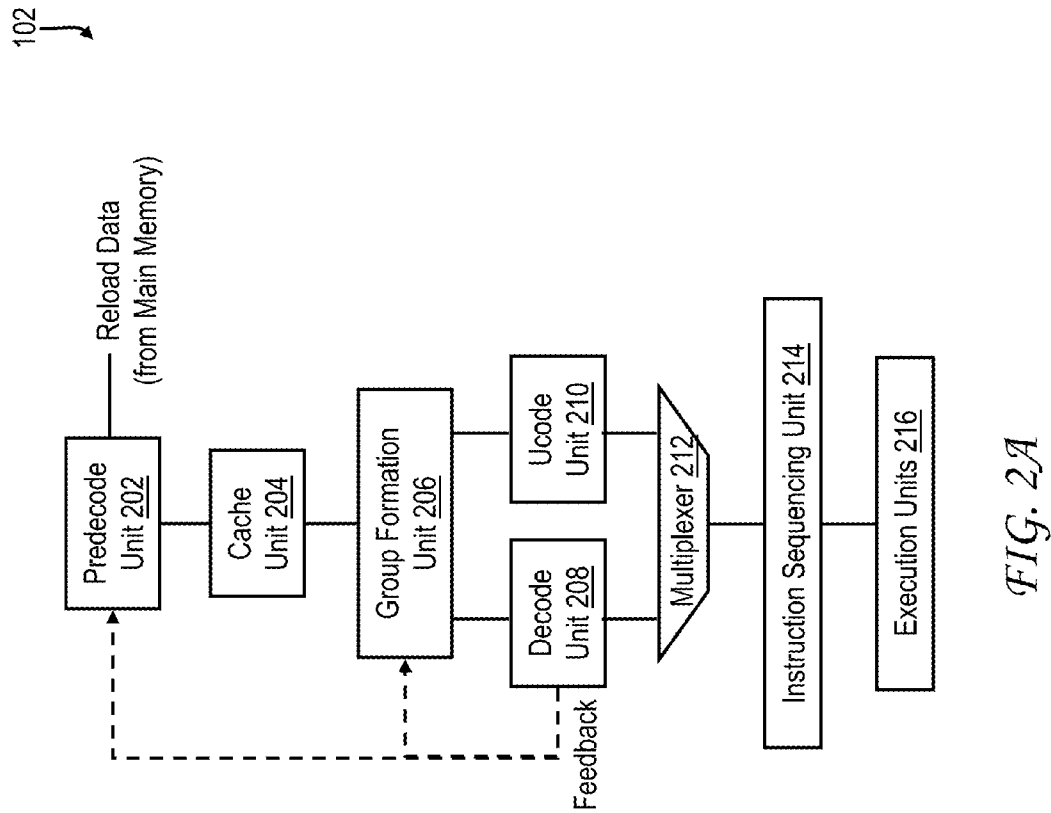 102
Reload Data
(from Main Memory)
Predecode
Unit 202
Cache
Unit 204
Group Formation
Unit 206
Decode
Unit 208
Ucode
Unit 210
Feedback
Multiplexer 212
Instruction Sequencing Unit 214
Execution Units 216
FIG. 2A